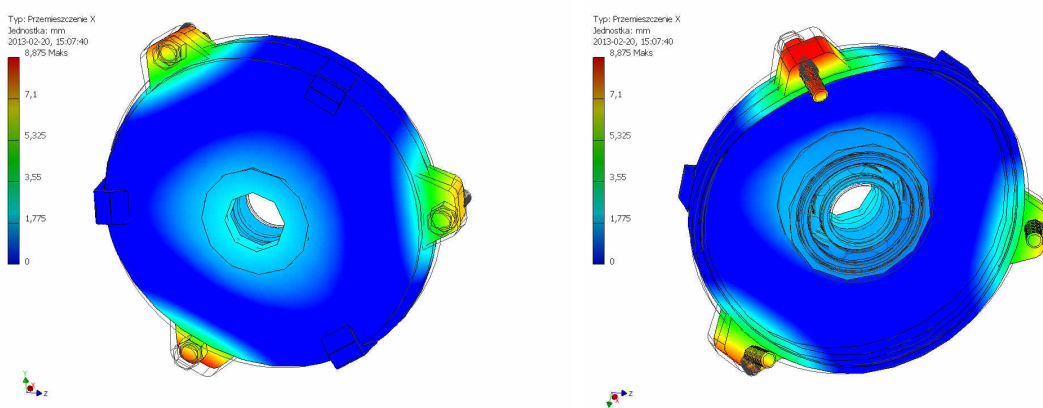 Typ: Przemieszczenie X
Jednostka: mm
2013-02-20, 15:07:40
8,875 Maks
7,1
5,325
3,55
1,775
0
Y
X
Z
Typ: Przemieszczenie X
Jednostka: mm
2013-02-20, 15:07:40
8,875 Maks
7,1
5,325
3,55
1,775
0
Z
X
Y